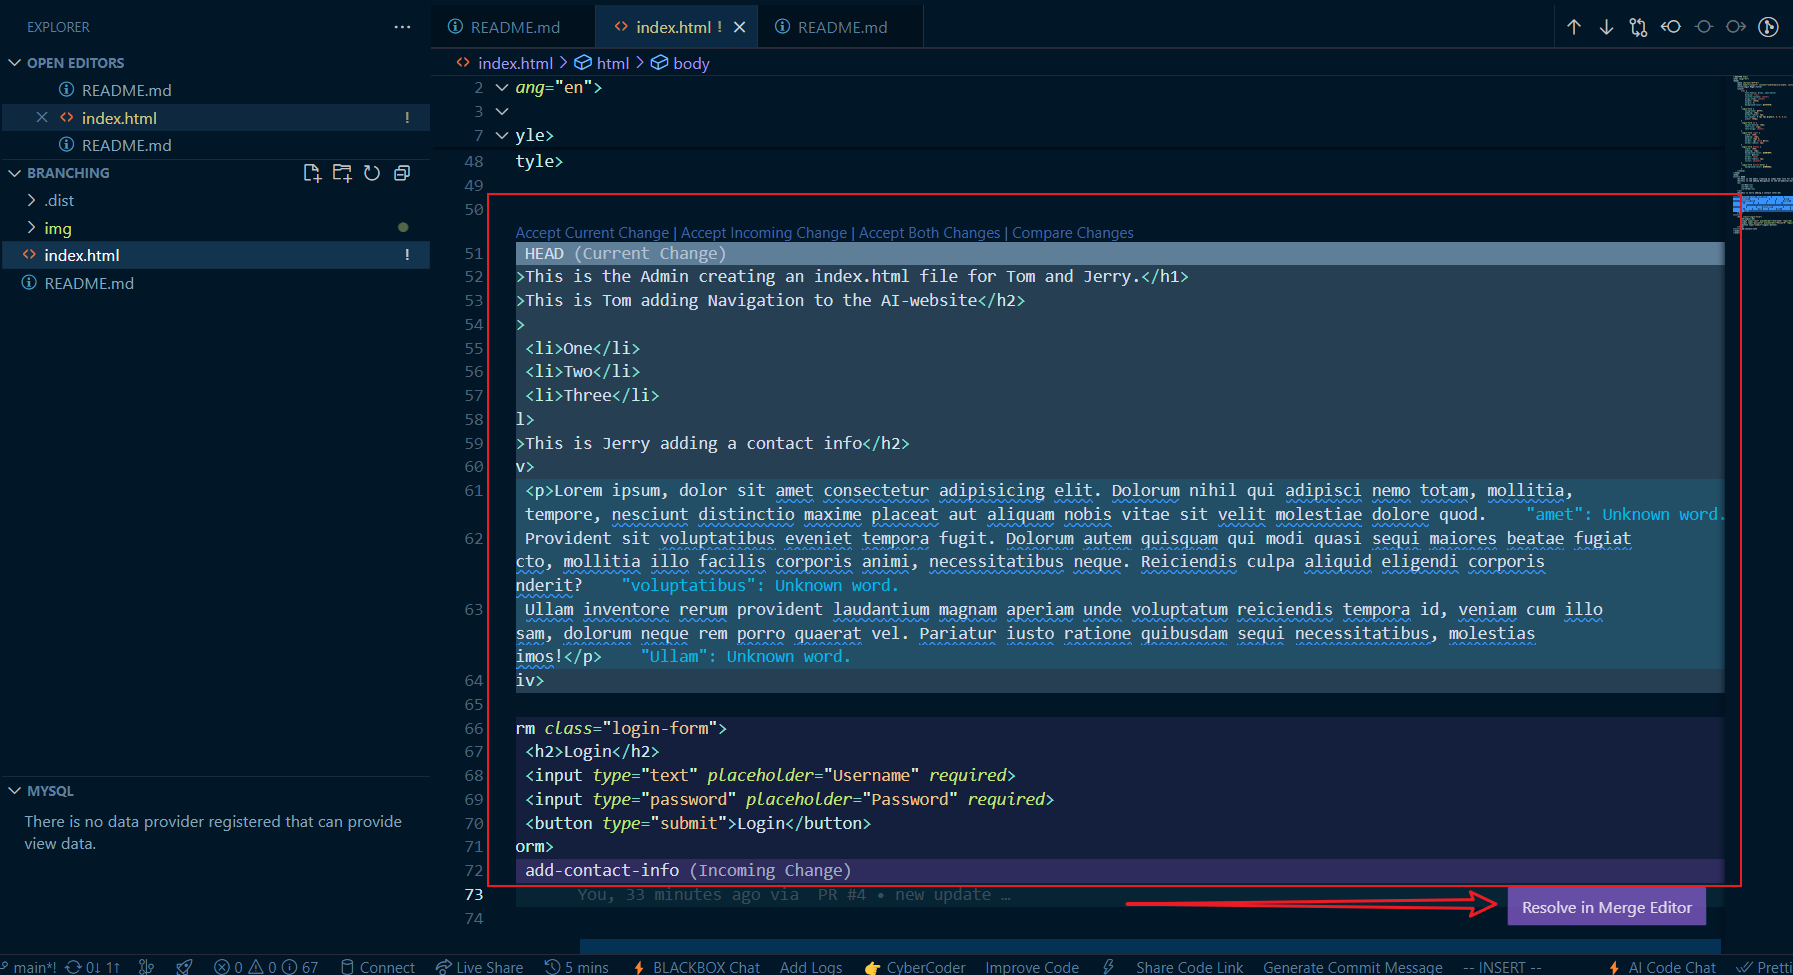 EXPLORER
OPEN EDITORS
README.md
index.html !
README.md
BRANCHING
.dist
img
index.html !
README.md
MYSQL
There is no data provider registered that can provide
view data.
README.md
index.html !
README.md
index.html > html > body
2 ang="en">
3
7 yle>
48 tyle>
49
50
Accept Current Change | Accept Incoming Change | Accept Both Changes | Compare Changes
51 HEAD (Current Change)
52 >This is the Admin creating an index.html file for Tom and Jerry.</h1>
53 >This is Tom adding Navigation to the AI-website</h2>
54 >
55 <li>One</li>
56 <li>Two</li>
57 <li>Three</li>
58 l>
59 >This is Jerry adding a contact info</h2>
60 v>
61 <p>Lorem ipsum, dolor sit amet consectetur adipisicing elit. Dolorum nihil qui adipisci nemo totam, mollitia,
tempore, nesciunt distinctio maxime placeat aut aliquam nobis vitae sit velit molestiae dolore quod. "amet": Unknown word.
62 Provident sit voluptatibus eveniet tempora fugit. Dolorum autem quisquam qui modi quasi sequi maiores beatae fugiat
cto, mollitia illo facilis corporis animi, necessitatibus neque. Reiciendis culpa aliquid eligendi corporis
nderit? "voluptatibus": Unknown word.
63 Ullam inventore rerum provident laudantium magnam aperiam unde voluptatum reiciendis tempora id, veniam cum illo
sam, dolorum neque rem porro quaerat vel. Pariatur iusto ratione quibusdam sequi necessitatibus, molestias
imos!</p> "Ullam": Unknown word.
64 iv>
65
66 rm class="login-form">
67 <h2>Login</h2>
68 <input type="text" placeholder="Username" required>
69 <input type="password" placeholder="Password" required>
70 <button type="submit">Login</button>
71 orm>
72 add-contact-info (Incoming Change)
73 You, 33 minutes ago via PR #4 • new update …
74
Resolve in Merge Editor
main*! 0↓ 1↑ 0 0 67 Connect Live Share 5 mins BLACKBOX Chat Add Logs CyberCoder Improve Code Share Code Link Generate Commit Message -- INSERT -- AI Code Chat Pretti